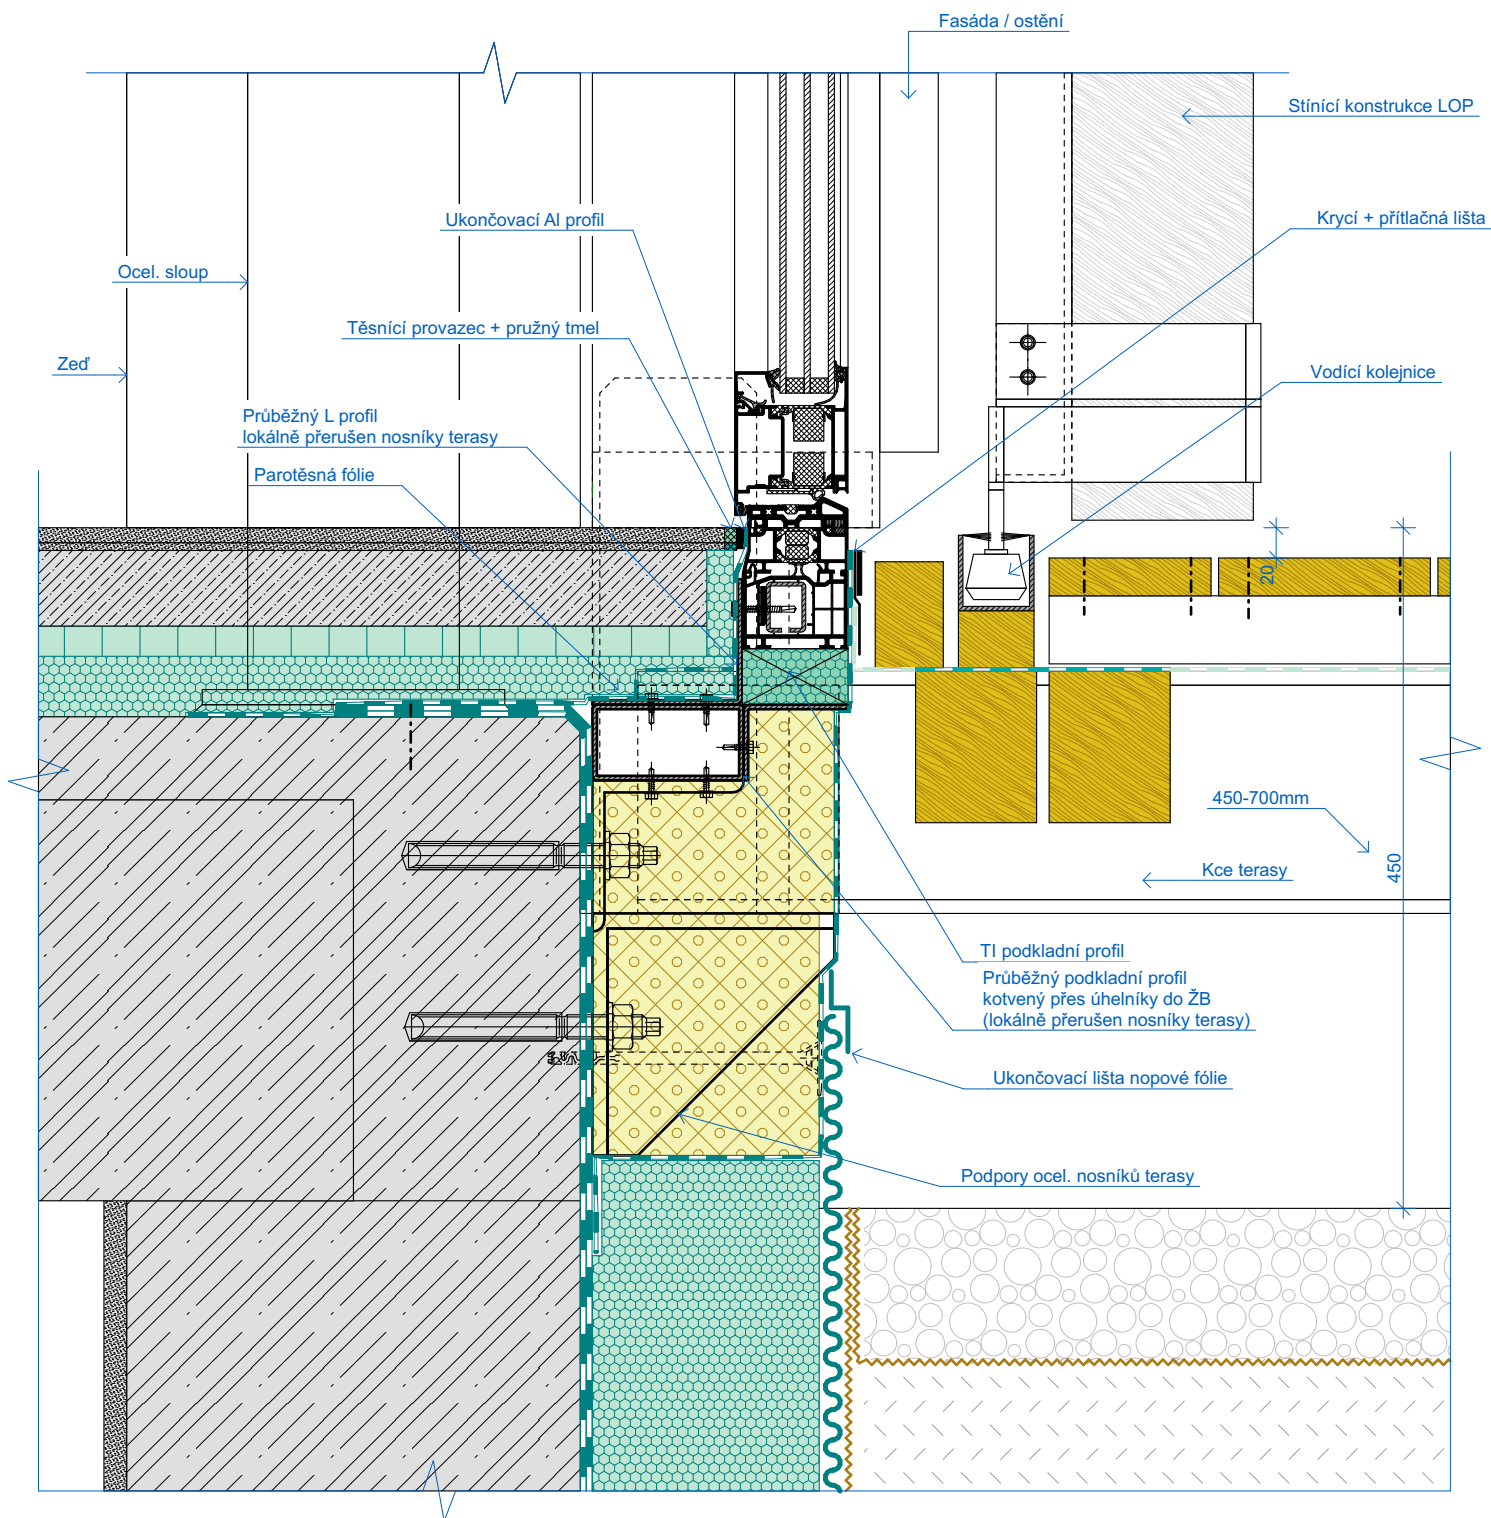 Fasáda / ostění
Stínící konstrukce LOP
Ukončovací Al profil
Krycí + přítlačná lišta
Ocel. sloup
Těsnící provazec + pružný tmel
Zeď
Vodící kolejnice
Průběžný L profil
lokálně přerušen nosníky terasy
Parotěsná fólie
20
450-700mm
450
Kce terasy
TI podkladní profil
Průběžný podkladní profil
kotvený přes úhelníky do ŽB
(lokálně přerušen nosníky terasy)
Ukončovací lišta nopové fólie
Podpory ocel. nosníků terasy